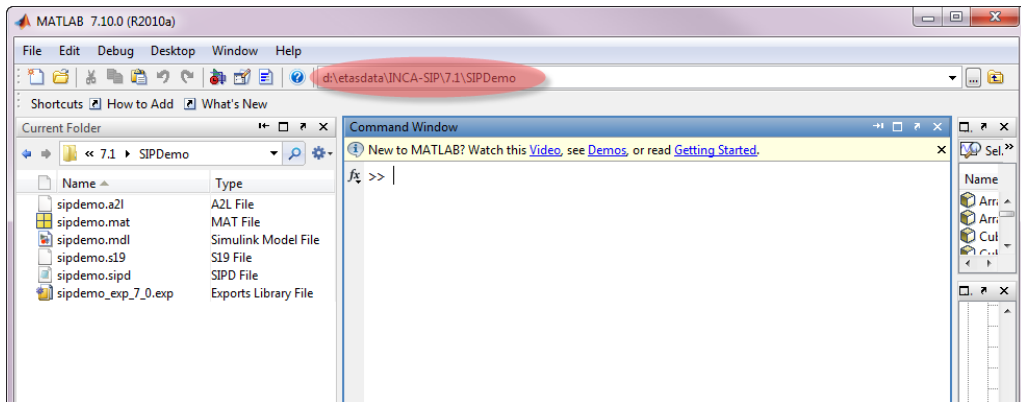 MATLAB 7.10.0 (R2010a)
File Edit Debug Desktop Window Help
d:\etasdata\INCA-SIP\7.1\SIPDemo
Shortcuts How to Add What's New
Current Folder
« 7.1 SIPDemo
Name Type
sipdemo.a2l A2L File
sipdemo.mat MAT File
sipdemo.mdl Simulink Model File
sipdemo.s19 S19 File
sipdemo.sipd SIPD File
sipdemo_exp_7_0.exp Exports Library File
Command Window
New to MATLAB? Watch this Video, see Demos, or read Getting Started.
fx >>
Sel. »
Name
Arr
Arr
Cul